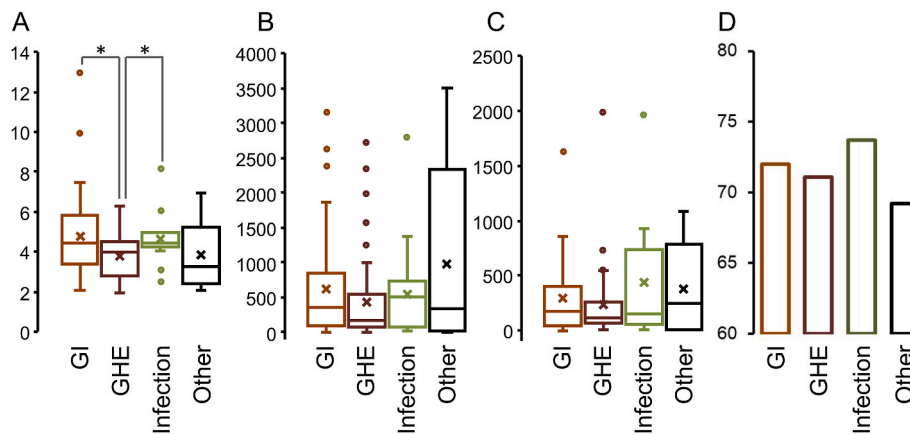 A
14
12
10
8
6
4
2
0
* *
GI
GHE
Infection
Other
B
4000
3500
3000
2500
2000
1500
1000
500
0
GI
GHE
Infection
Other
C
2500
2000
1500
1000
500
0
GI
GHE
Infection
Other
D
80
75
70
65
60
GI
GHE
Infection
Other